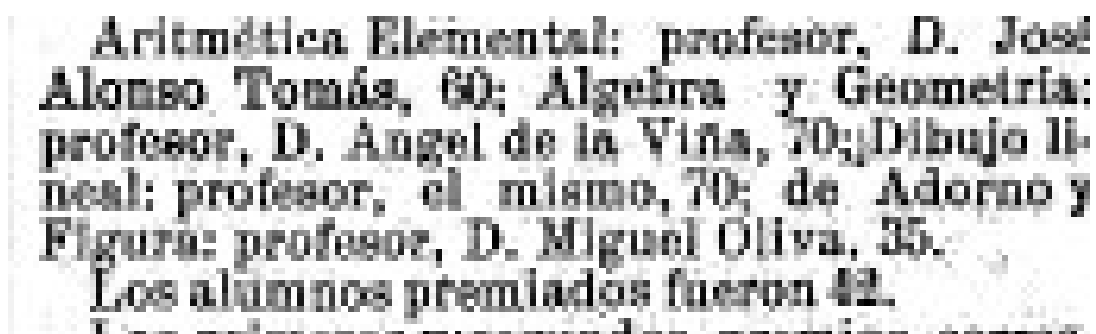 Aritmética Elemental: profesor, D. José
Alonso Tomás, 60; Algebra y Geometría:
profesor, D. Angel de la Viña, 70; Dibujo li-
neal: profesor, el mismo, 70; de Adorno y
Figura: profesor, D. Miguel Oliva, 35.
Los alumnos premiados fueron 42.